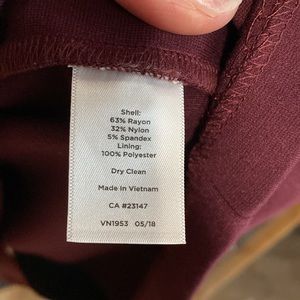 Shell:
63% Rayon
32% Nylon
5% Spandex
Lining:
100% Polyester
Dry Clean
Made in Vietnam
CA #23147
VN1953 05/18